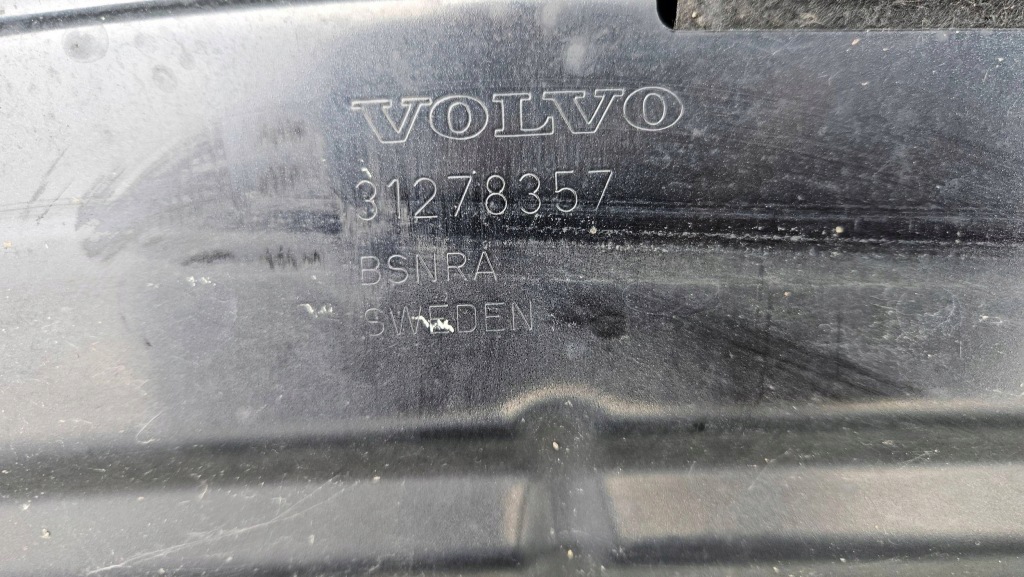 VOLVO
31278357
BSNRA
SWEDEN